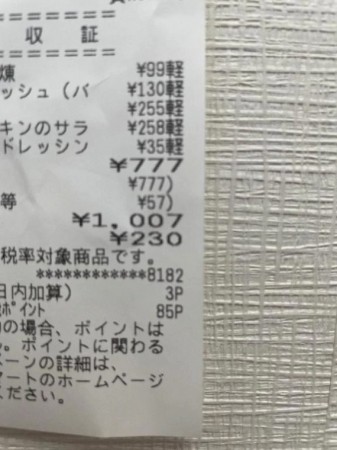 =======
収 証
=======
燻 ¥99軽
ッシュ(バ ¥130軽
¥255軽
キンのサラ ¥258軽
ドレッシン ¥35軽
¥777
¥777)
等 ¥57)
¥1,007
¥230
税率対象商品です。
************8182
日内加算) 3P
ポイント 85P
の場合、ポイントは
。ポイントに関わる
ーンの詳細は、
マートのホームページ
ください。